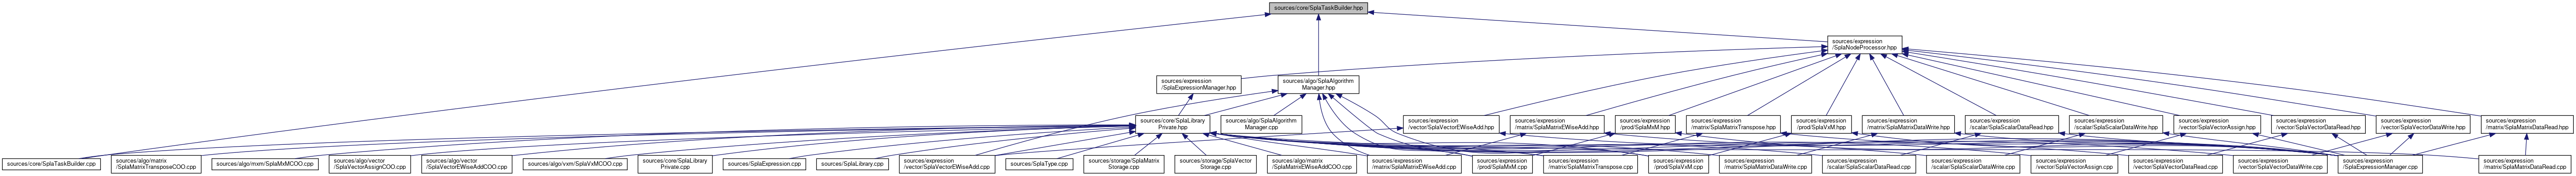 sources/core/SplaTaskBuilder.hpp
sources/expression
/SplaNodeProcessor.hpp
sources/expression
/SplaExpressionManager.hpp
sources/algo/SplaAlgorithm
Manager.hpp
sources/core/SplaLibrary
Private.hpp
sources/algo/SplaAlgorithm
Manager.cpp
sources/expression
/vector/SplaVectorEWiseAdd.hpp
sources/expression
/matrix/SplaMatrixEWiseAdd.hpp
sources/expression
/prod/SplaMxM.hpp
sources/expression
/matrix/SplaMatrixTranspose.hpp
sources/expression
/prod/SplaVxM.hpp
sources/expression
/matrix/SplaMatrixDataWrite.hpp
sources/expression
/scalar/SplaScalarDataRead.hpp
sources/expression
/scalar/SplaScalarDataWrite.hpp
sources/expression
/vector/SplaVectorAssign.hpp
sources/expression
/vector/SplaVectorDataRead.hpp
sources/expression
/vector/SplaVectorDataWrite.hpp
sources/expression
/matrix/SplaMatrixDataRead.hpp
sources/core/SplaTaskBuilder.cpp
sources/algo/matrix
/SplaMatrixTransposeCOO.cpp
sources/algo/mxm/SplaMxMCOO.cpp
sources/algo/vector
/SplaVectorAssignCOO.cpp
sources/algo/vector
/SplaVectorEWiseAddCOO.cpp
sources/algo/vxm/SplaVxMCOO.cpp
sources/core/SplaLibrary
Private.cpp
sources/SplaExpression.cpp
sources/SplaLibrary.cpp
sources/expression
/vector/SplaVectorEWiseAdd.cpp
sources/SplaType.cpp
sources/storage/SplaMatrix
Storage.cpp
sources/storage/SplaVector
Storage.cpp
sources/algo/matrix
/SplaMatrixEWiseAddCOO.cpp
sources/expression
/matrix/SplaMatrixEWiseAdd.cpp
sources/expression
/prod/SplaMxM.cpp
sources/expression
/matrix/SplaMatrixTranspose.cpp
sources/expression
/prod/SplaVxM.cpp
sources/expression
/matrix/SplaMatrixDataWrite.cpp
sources/expression
/scalar/SplaScalarDataRead.cpp
sources/expression
/scalar/SplaScalarDataWrite.cpp
sources/expression
/vector/SplaVectorAssign.cpp
sources/expression
/vector/SplaVectorDataRead.cpp
sources/expression
/vector/SplaVectorDataWrite.cpp
sources/expression
/SplaExpressionManager.cpp
sources/expression
/matrix/SplaMatrixDataRead.cpp